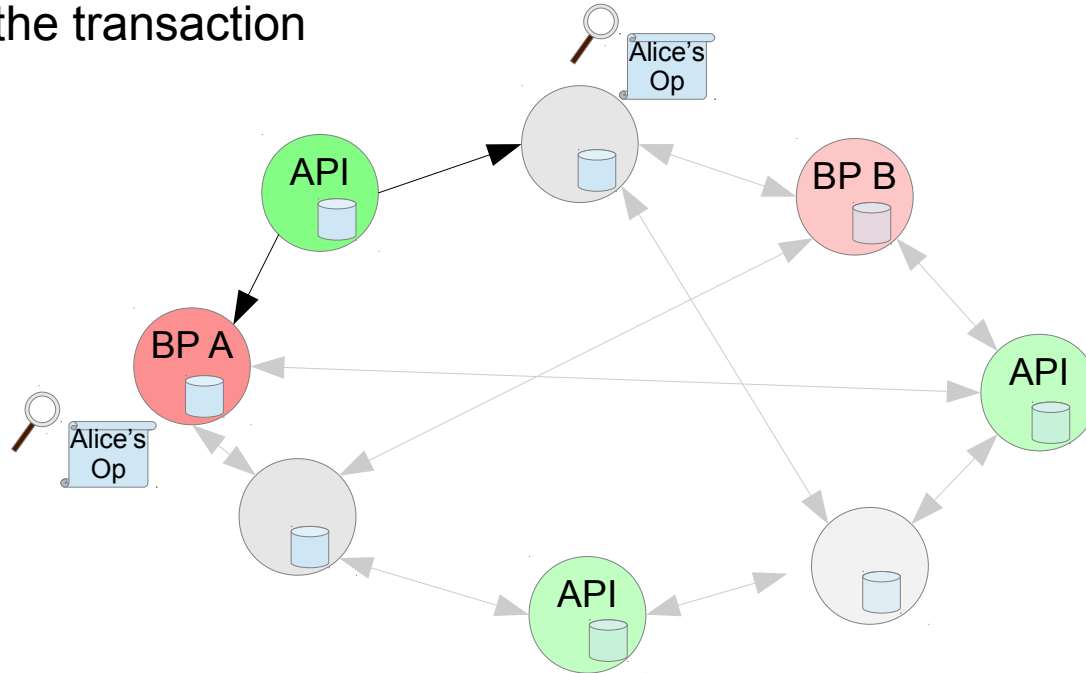 the transaction
Alice's
Op
API
BP B
BP A
API
Alice's
Op
API